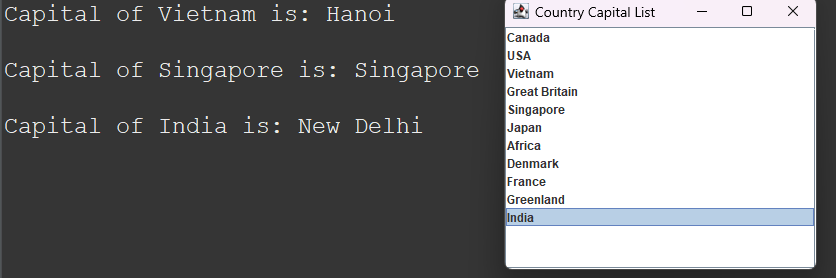 Capital of Vietnam is: Hanoi
Capital of Singapore is: Singapore
Capital of India is: New Delhi
Country Capital List
Canada
USA
Vietnam
Great Britain
Singapore
Japan
Africa
Denmark
France
Greenland
India